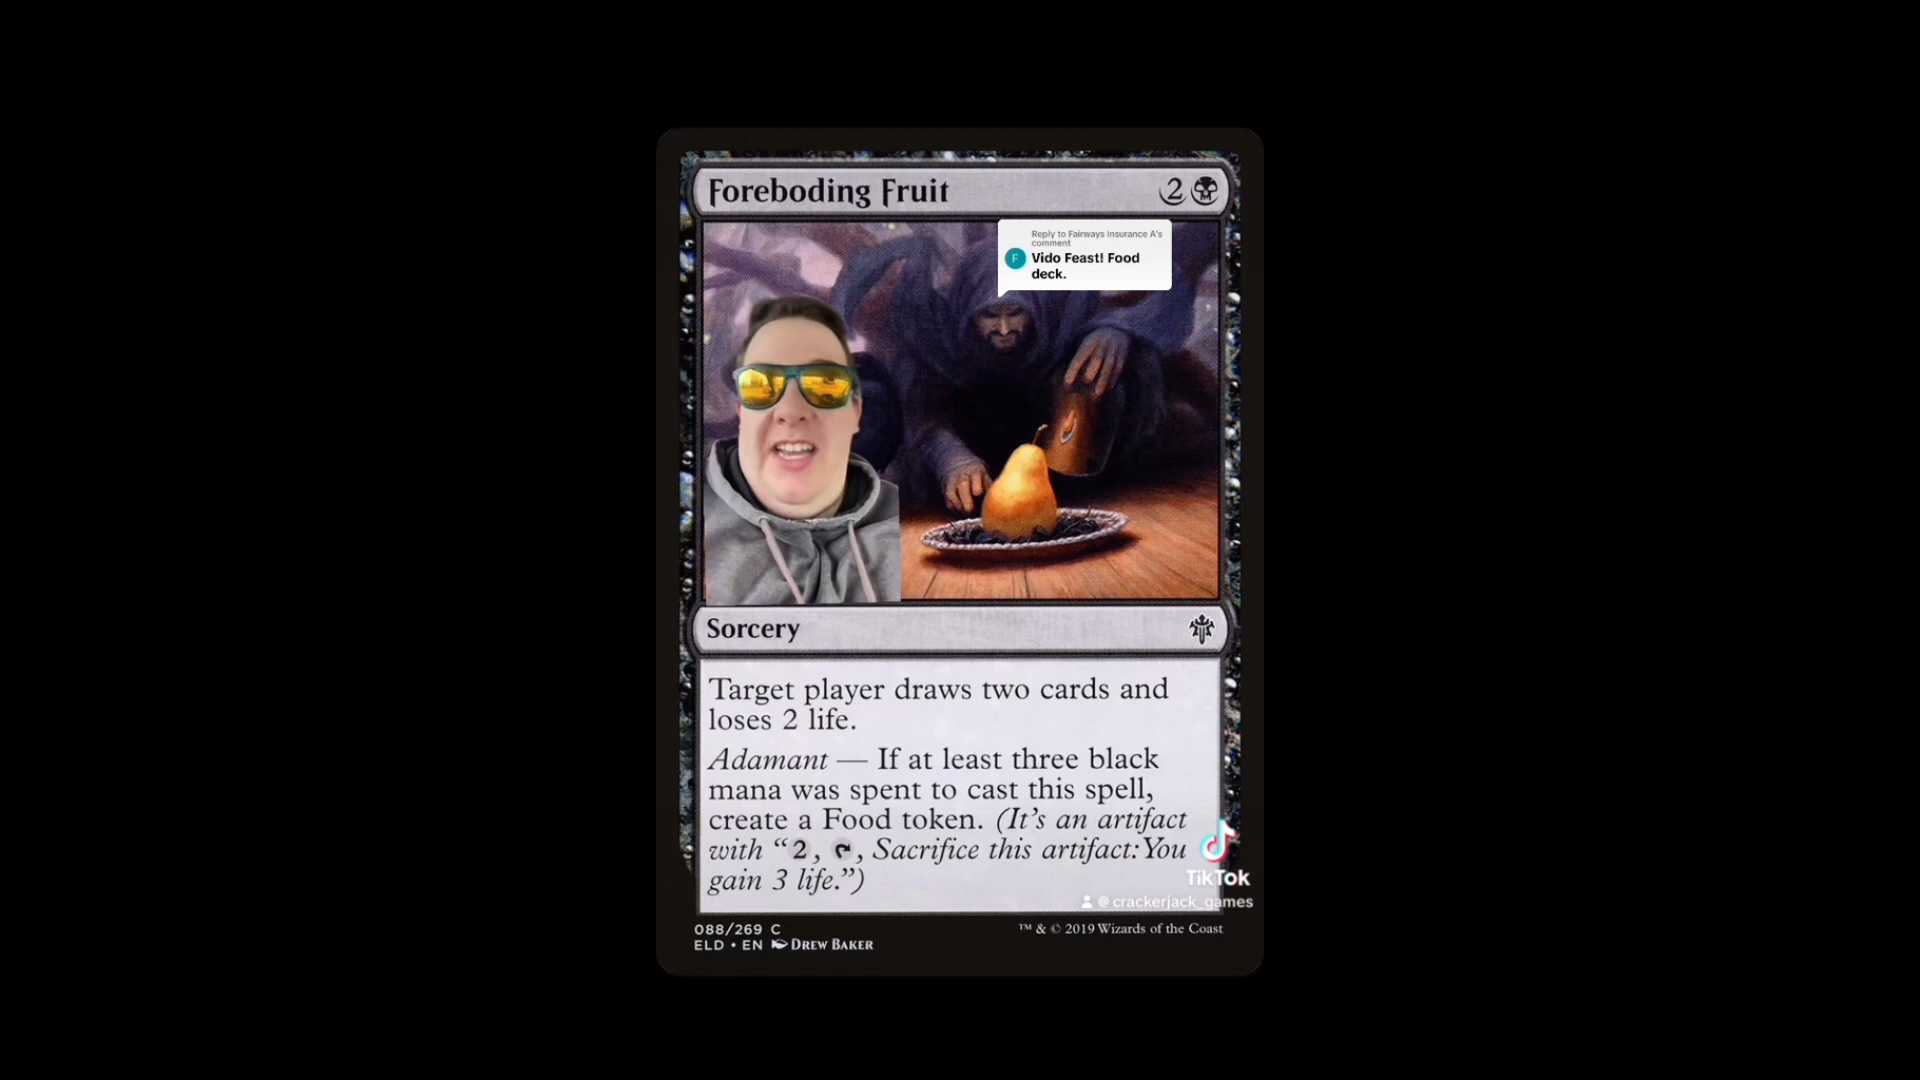 Foreboding Fruit 2
Reply to Fairways Insurance A's
comment
F
Vido Feast! Food
deck.
Sorcery
Target player draws two cards and
loses 2 life.
Adamant — If at least three black
mana was spent to cast this spell,
create a Food token. (It's an artifact
with “2, , Sacrifice this artifact:You
gain 3 life.”)
TikTok
@crackerjack_games
088/269 C
ELD • EN DREW BAKER
™ & © 2019 Wizards of the Coast